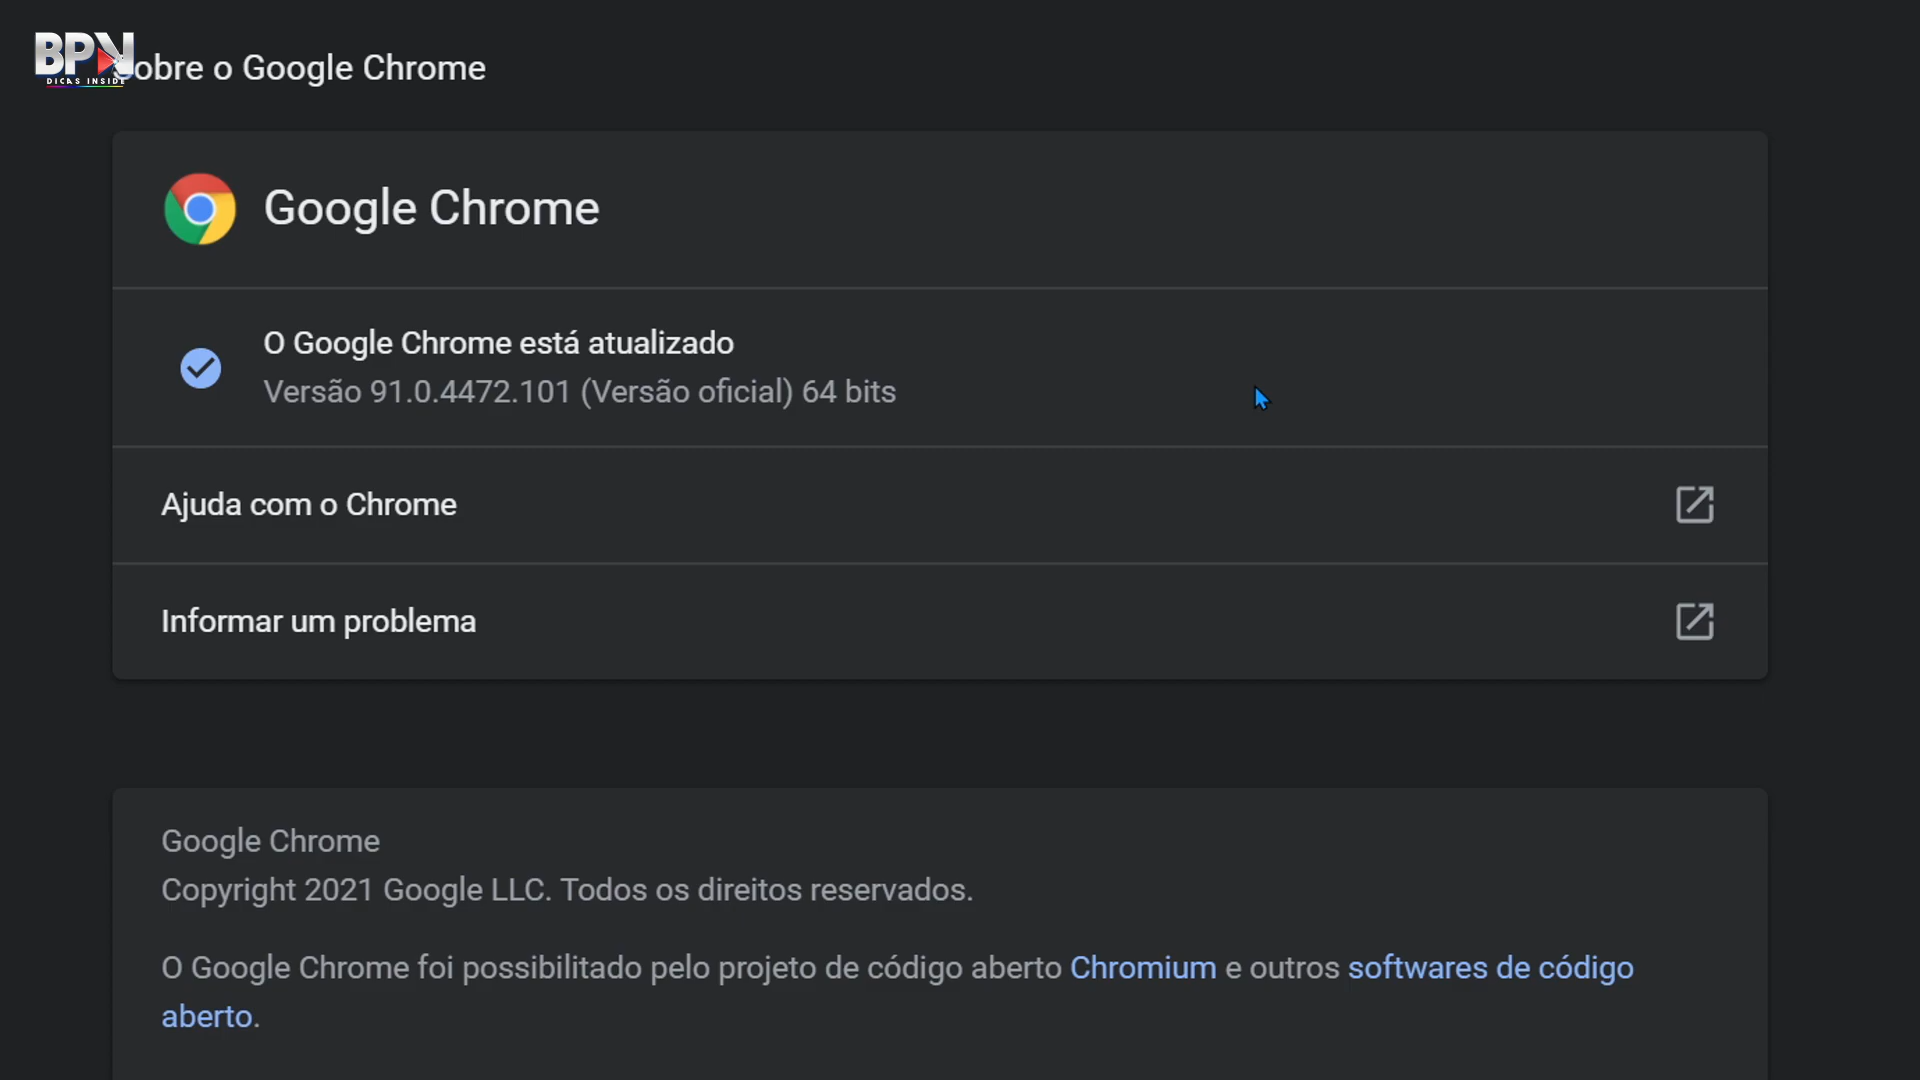 BPN
DICAS INSIDE
Sobre o Google Chrome
Google Chrome
O Google Chrome está atualizado
Versão 91.0.4472.101 (Versão oficial) 64 bits
Ajuda com o Chrome
Informar um problema
Google Chrome
Copyright 2021 Google LLC. Todos os direitos reservados.
O Google Chrome foi possibilitado pelo projeto de código aberto Chromium e outros softwares de código
aberto.